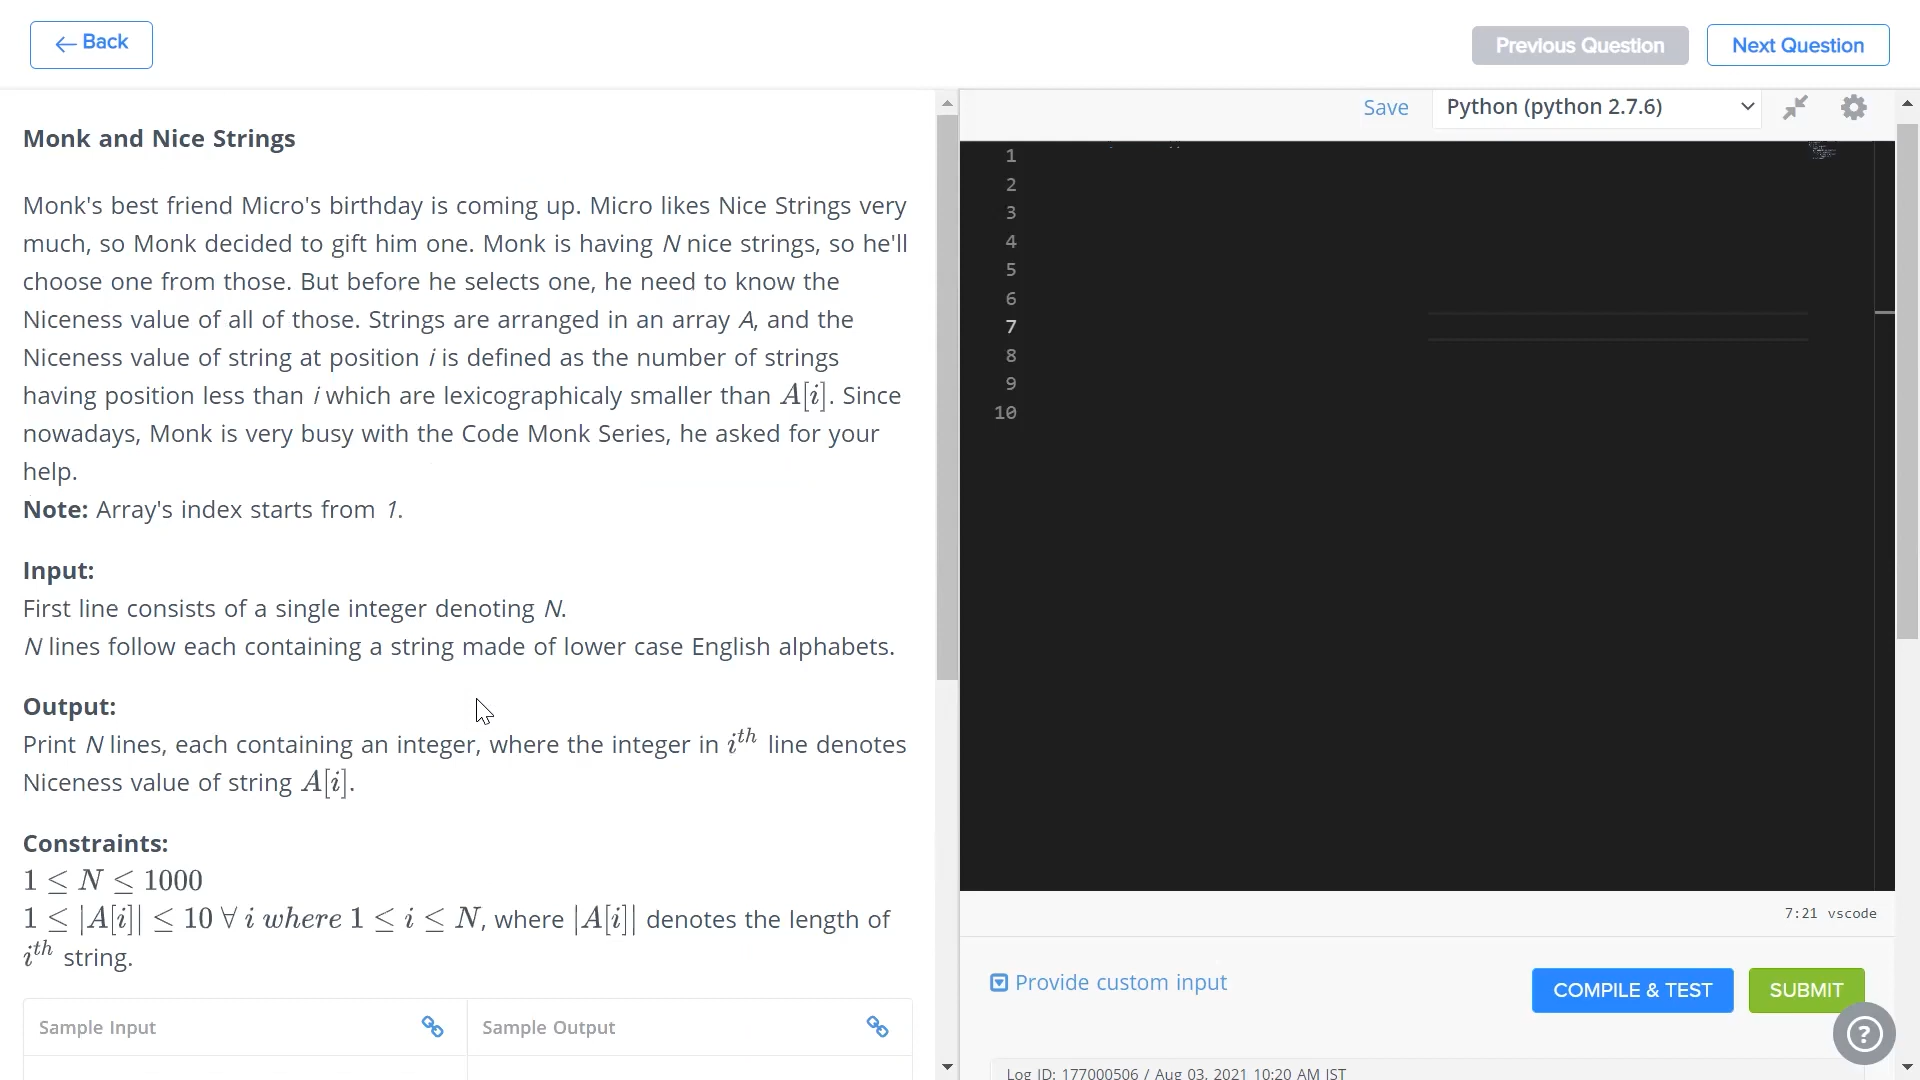 ← Back
Previous Question
Next Question
Monk and Nice Strings
Monk's best friend Micro's birthday is coming up. Micro likes Nice Strings very
much, so Monk decided to gift him one. Monk is having N nice strings, so he'll
choose one from those. But before he selects one, he need to know the
Niceness value of all of those. Strings are arranged in an array A, and the
Niceness value of string at position i is defined as the number of strings
having position less than i which are lexicographicaly smaller than A[i]. Since
nowadays, Monk is very busy with the Code Monk Series, he asked for your
help.
Note: Array's index starts from 1.
Input:
First line consists of a single integer denoting N.
N lines follow each containing a string made of lower case English alphabets.
Output:
Print N lines, each containing an integer, where the integer in i^th line denotes
Niceness value of string A[i].
Constraints:
1 ≤ N ≤ 1000
1 ≤ |A[i]| ≤ 10 ∀ i where 1 ≤ i ≤ N, where |A[i]| denotes the length of
i^th string.
Sample Input
Sample Output
Save
Python (python 2.7.6)
1
2
3
4
5
6
7
8
9
10
7:21 vscode
Provide custom input
COMPILE & TEST
SUBMIT
?
Log ID: 177000506 / Aug 03, 2021 10:20 AM IST